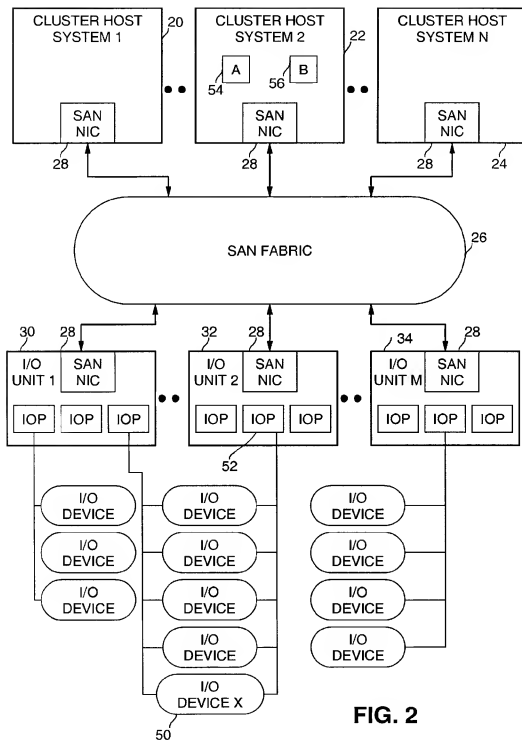 CLUSTER HOST SYSTEM 1
20
CLUSTER HOST SYSTEM 2
22
CLUSTER HOST SYSTEM N
A
B
54
56
SAN NIC
SAN NIC
SAN NIC
28
28
28
24
SAN FABRIC
26
30
28
32
28
34
28
I/O UNIT 1
SAN NIC
I/O UNIT 2
SAN NIC
I/O UNIT M
SAN NIC
IOP IOP IOP
IOP IOP IOP
IOP IOP IOP
52
I/O DEVICE
I/O DEVICE
I/O DEVICE
I/O DEVICE
I/O DEVICE
I/O DEVICE
I/O DEVICE
I/O DEVICE
I/O DEVICE
I/O DEVICE
I/O DEVICE
I/O DEVICE X
50
FIG. 2